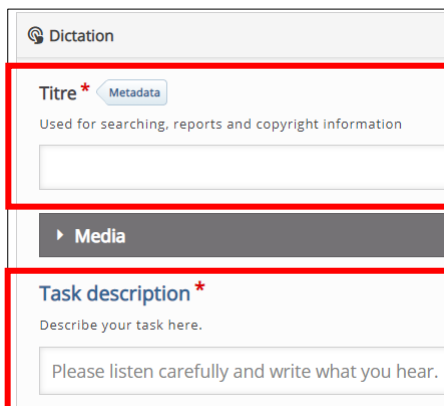 Dictation
Titre * Metadata
Used for searching, reports and copyright information
Media
Task description *
Describe your task here.
Please listen carefully and write what you hear.